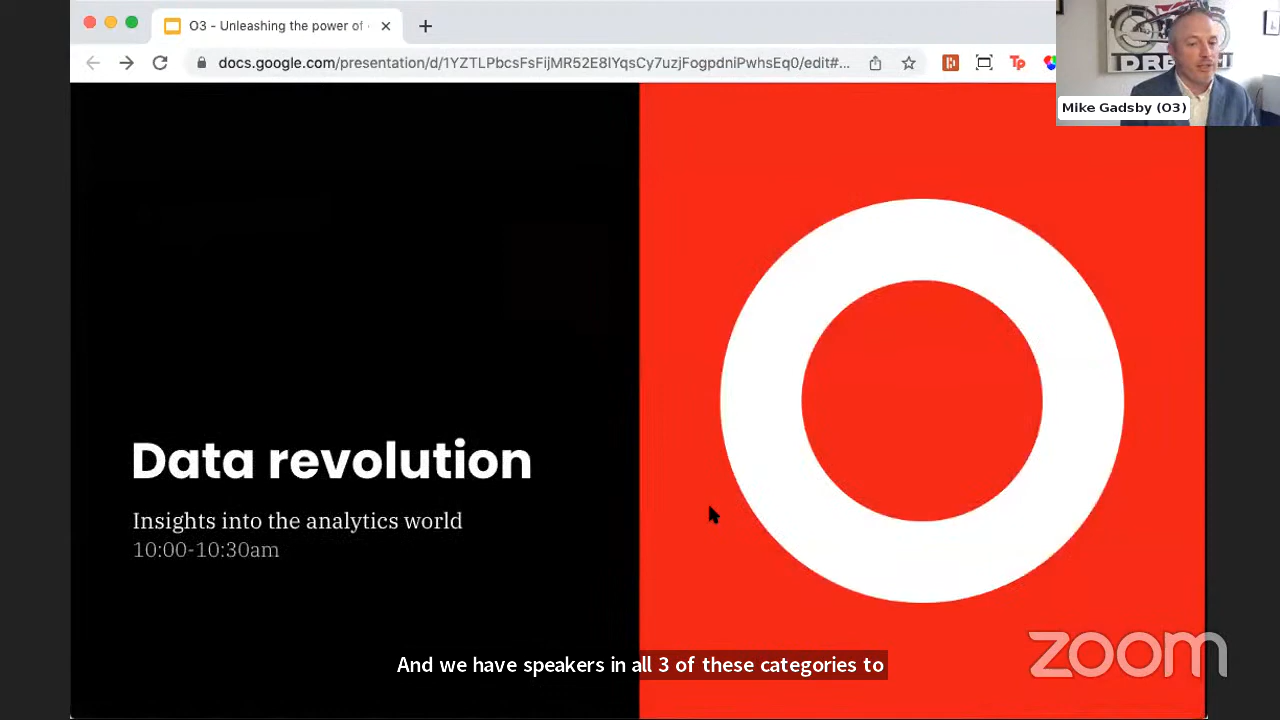 O3 - Unleashing the power of
docs.google.com/presentation/d/1YZTLPbcsFsFijMR52E8lYqsCy7uzjFogpdniPwhsEq0/edit#...
Tp
Mike Gadsby (O3)
Data revolution
Insights into the analytics world
10:00-10:30am
And we have speakers in all 3 of these categories to
zoom